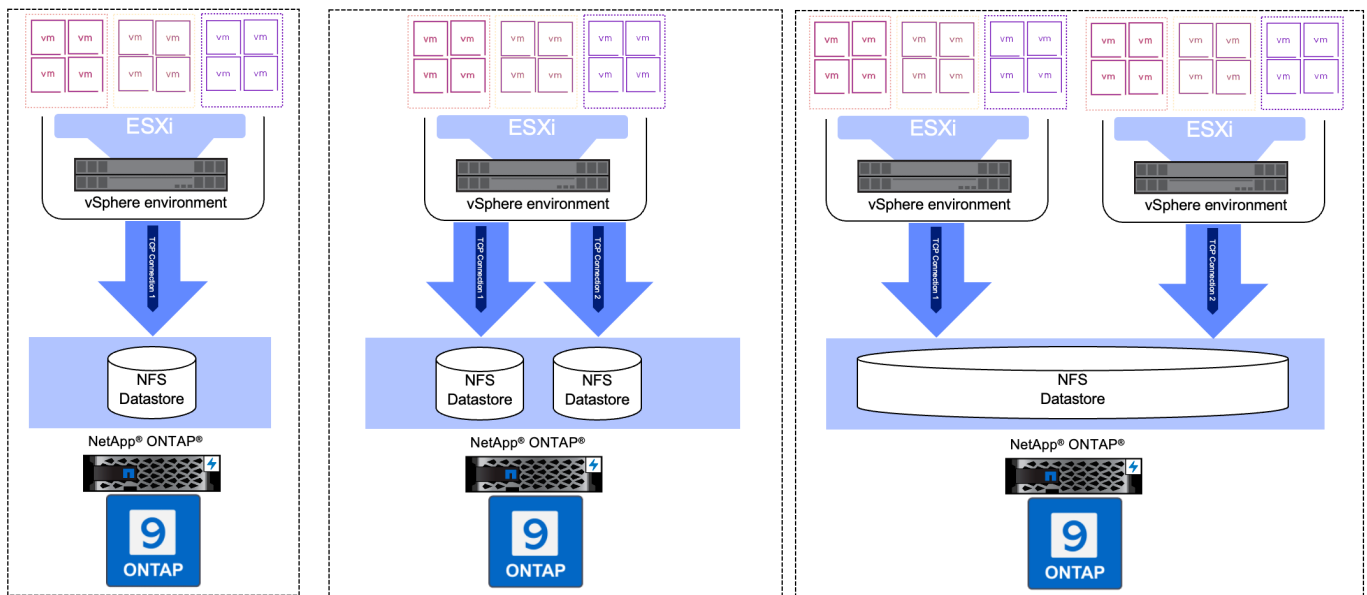 vm vm vm vm vm vm
vm vm vm vm vm vm
ESXi
vSphere environment
TCP Connection 1
NFS
Datastore
NetApp® ONTAP®
9
ONTAP
vm vm vm vm vm vm
vm vm vm vm vm vm
ESXi
vSphere environment
TCP Connection 1
TCP Connection 2
NFS
Datastore
NFS
Datastore
NetApp® ONTAP®
9
ONTAP
vm vm vm vm vm vm
vm vm vm vm vm vm
ESXi
vSphere environment
TCP Connection 1
vm vm vm vm vm vm
vm vm vm vm vm vm
ESXi
vSphere environment
TCP Connection 2
NFS
Datastore
NetApp® ONTAP®
9
ONTAP